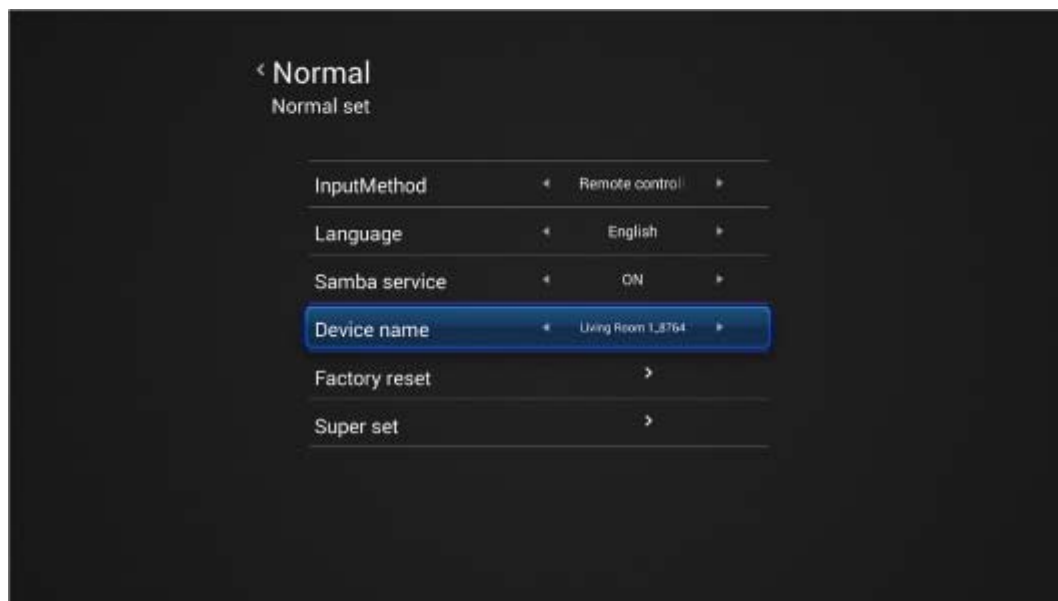 Normal
Normal set
InputMethod Remote control
Language English
Samba service ON
Device name Living Room 1_8764
Factory reset
Super set